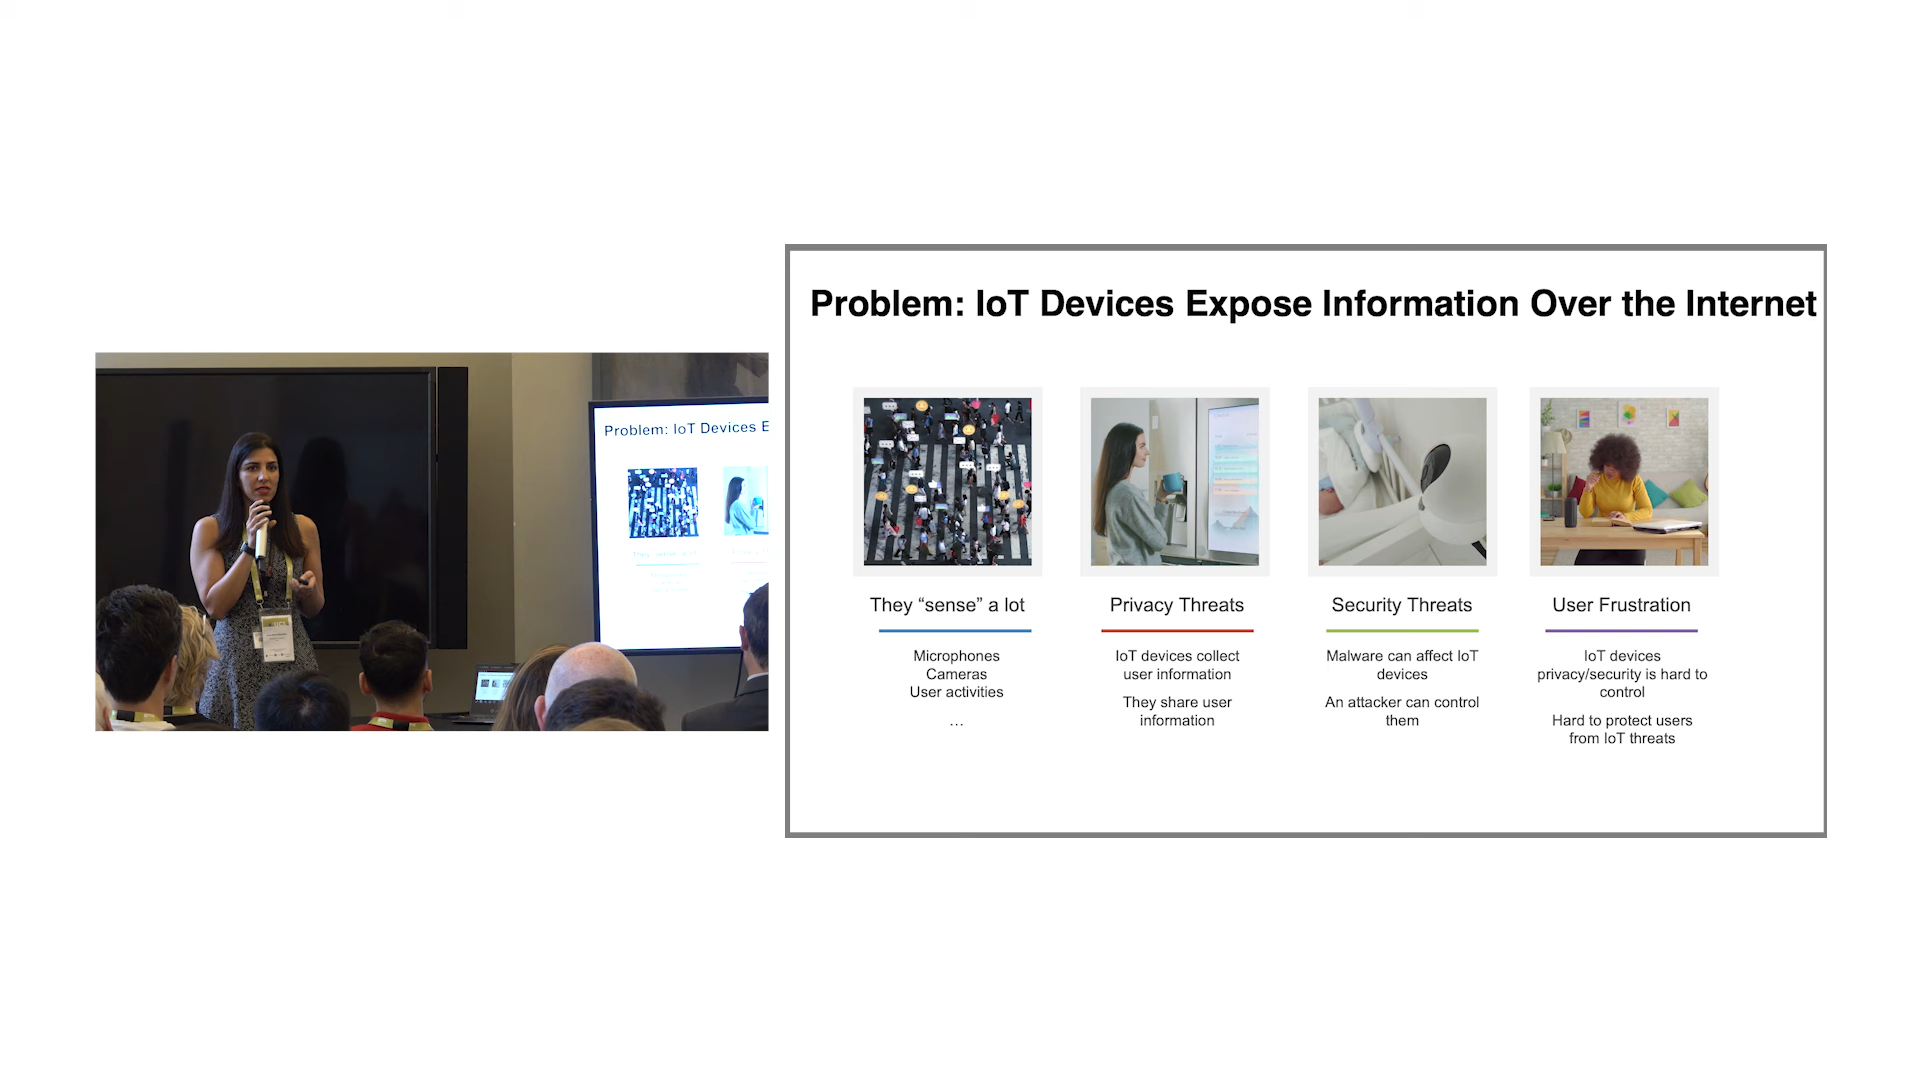 Problem: IoT Devices E
Problem: IoT Devices Expose Information Over the Internet
They “sense” a lot
Microphones
Cameras
User activities
…
Privacy Threats
IoT devices collect
user information
They share user
information
Security Threats
Malware can affect IoT
devices
An attacker can control
them
User Frustration
IoT devices
privacy/security is hard to
control
Hard to protect users
from IoT threats